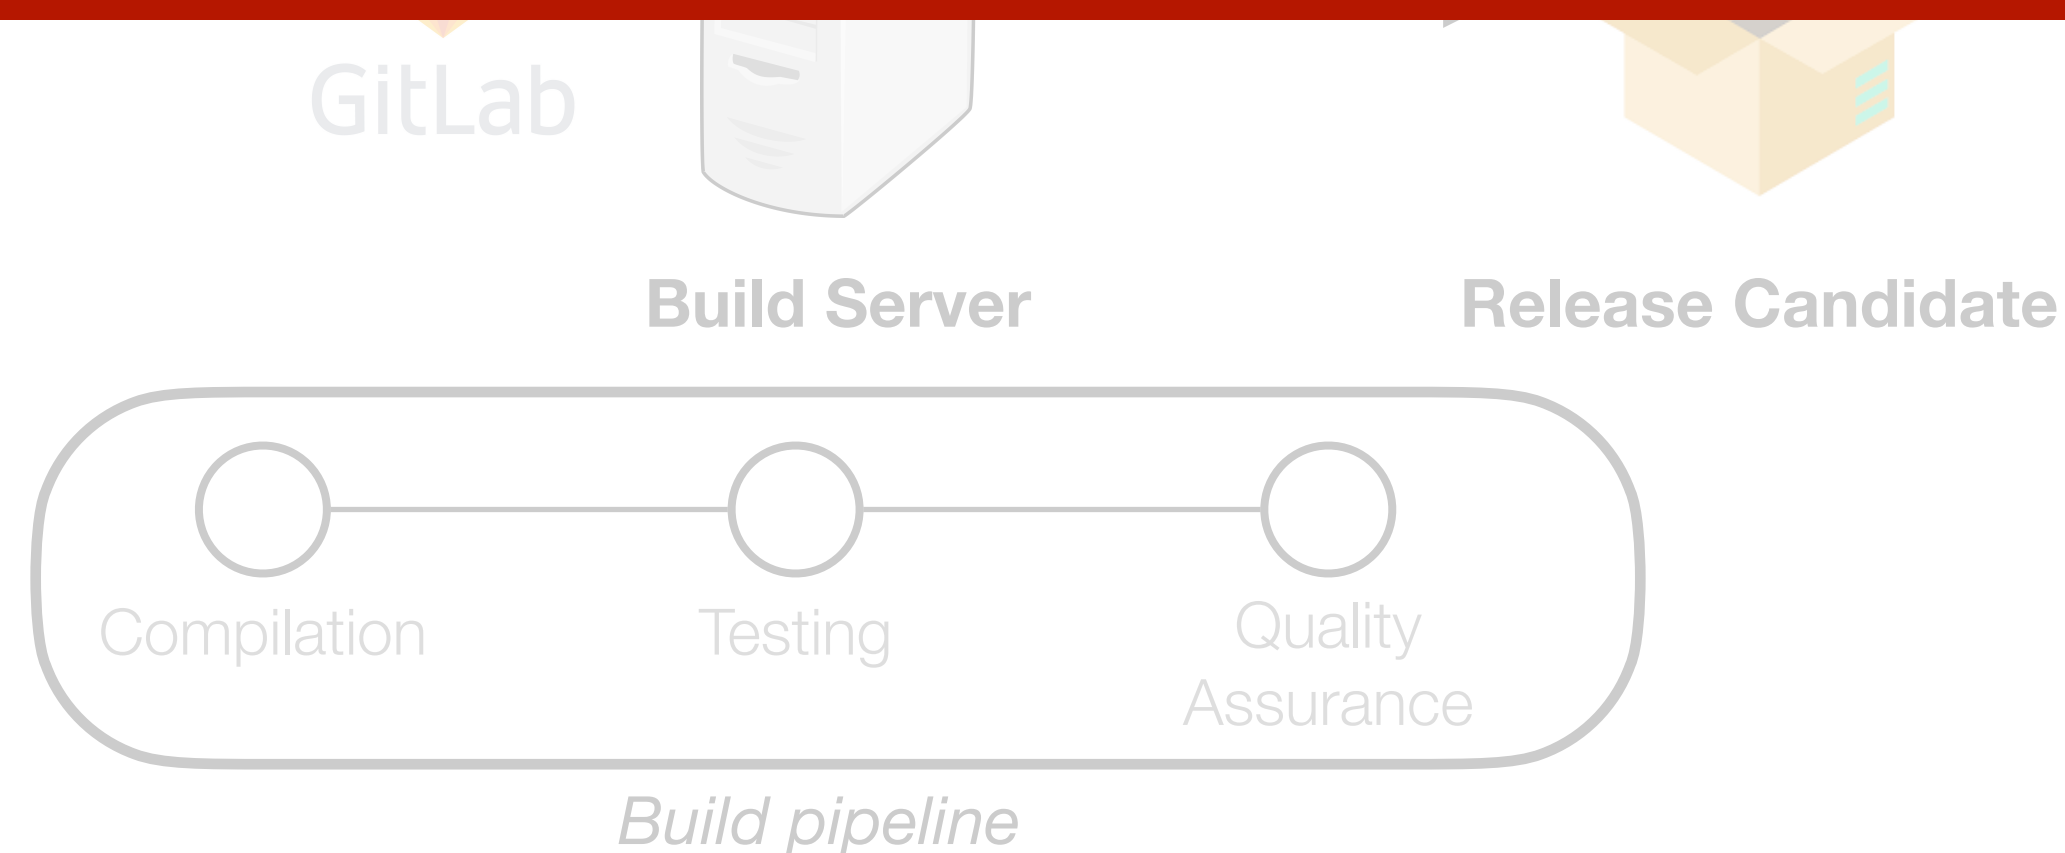 GitLab
Build Server
Release Candidate
Compilation
Testing
Quality
Assurance
Build pipeline